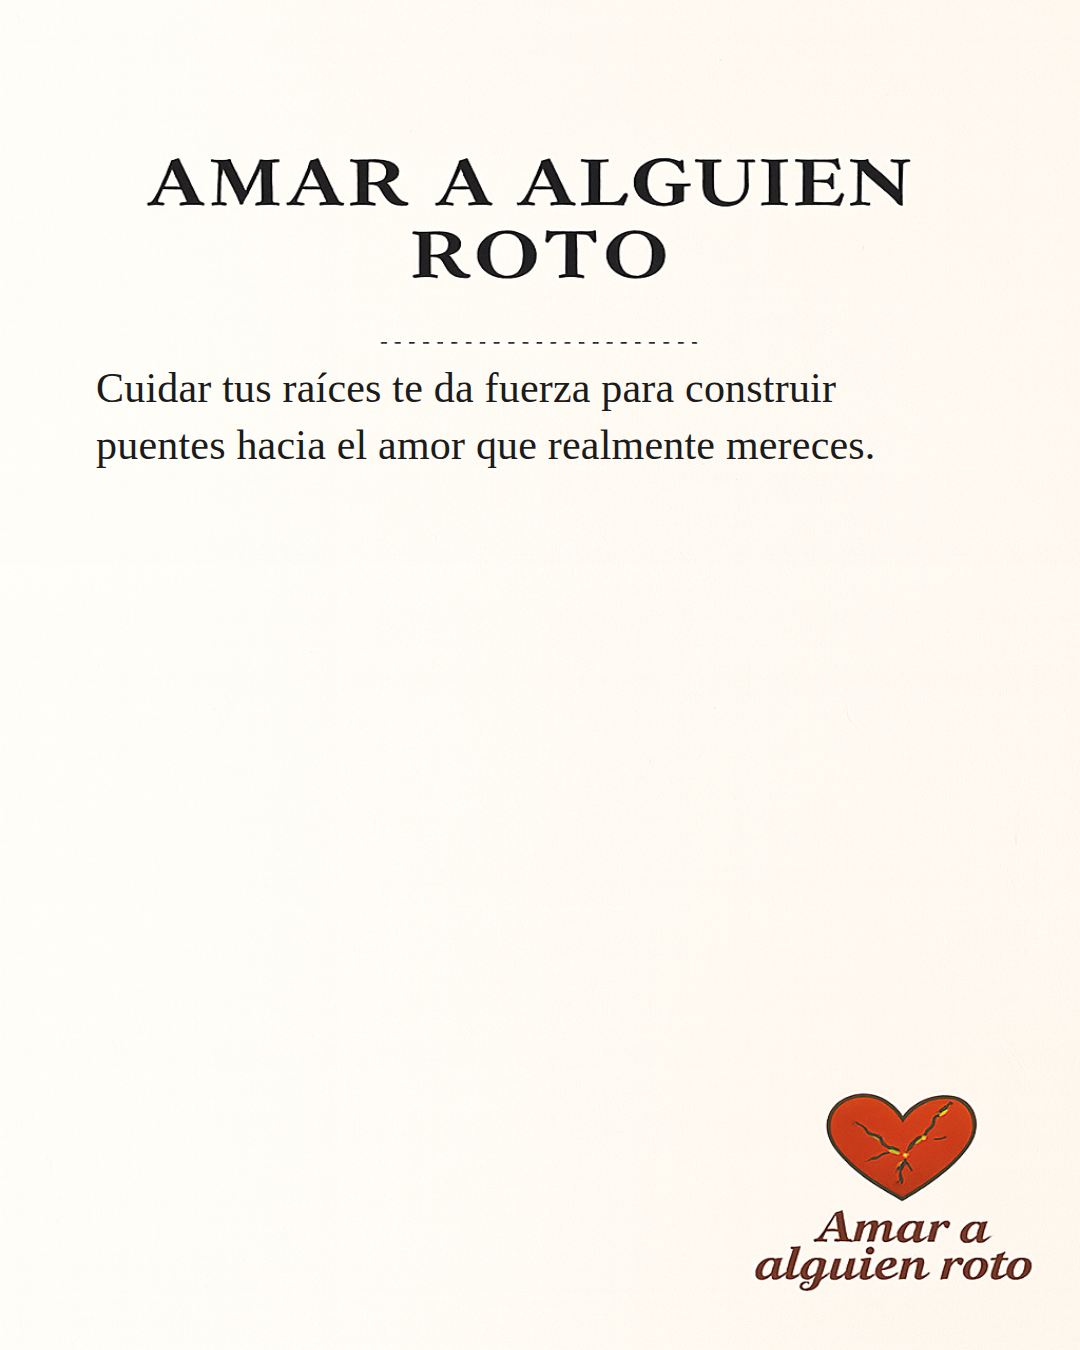 AMAR A ALGUIEN
ROTO
Cuidar tus raíces te da fuerza para construir
puentes hacia el amor que realmente mereces.
Amar a
alguien roto